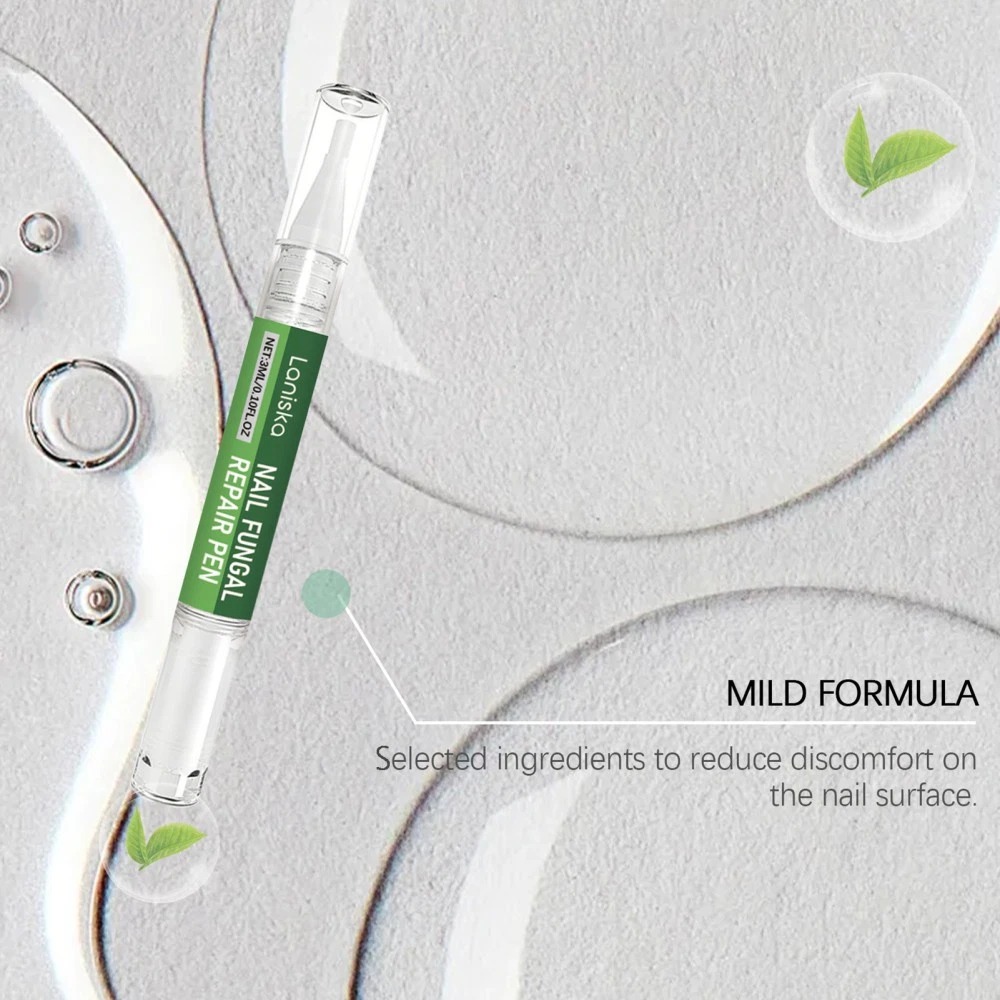 Laniska
NET:3ML/0.10FL.OZ
NAIL FUNGAL
REPAIR PEN
MILD FORMULA
Selected ingredients to reduce discomfort on
the nail surface.